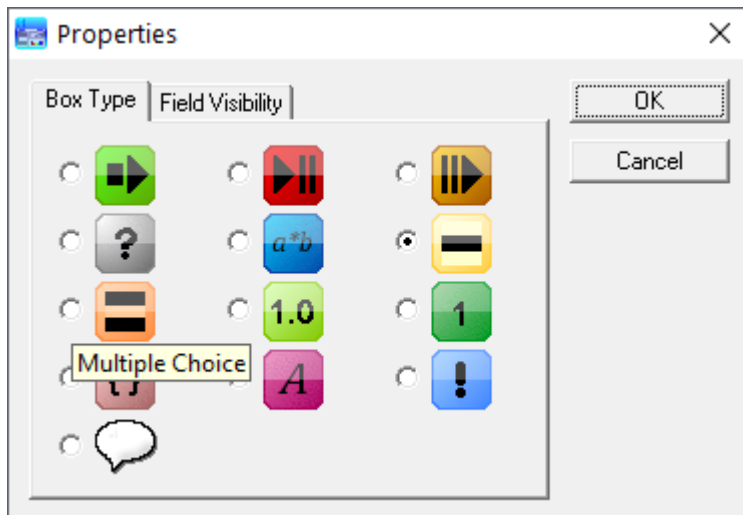 Properties
Box Type
Field Visibility
OK
Cancel
?
a*b
1.0
1
Multiple Choice
{ }
A
!